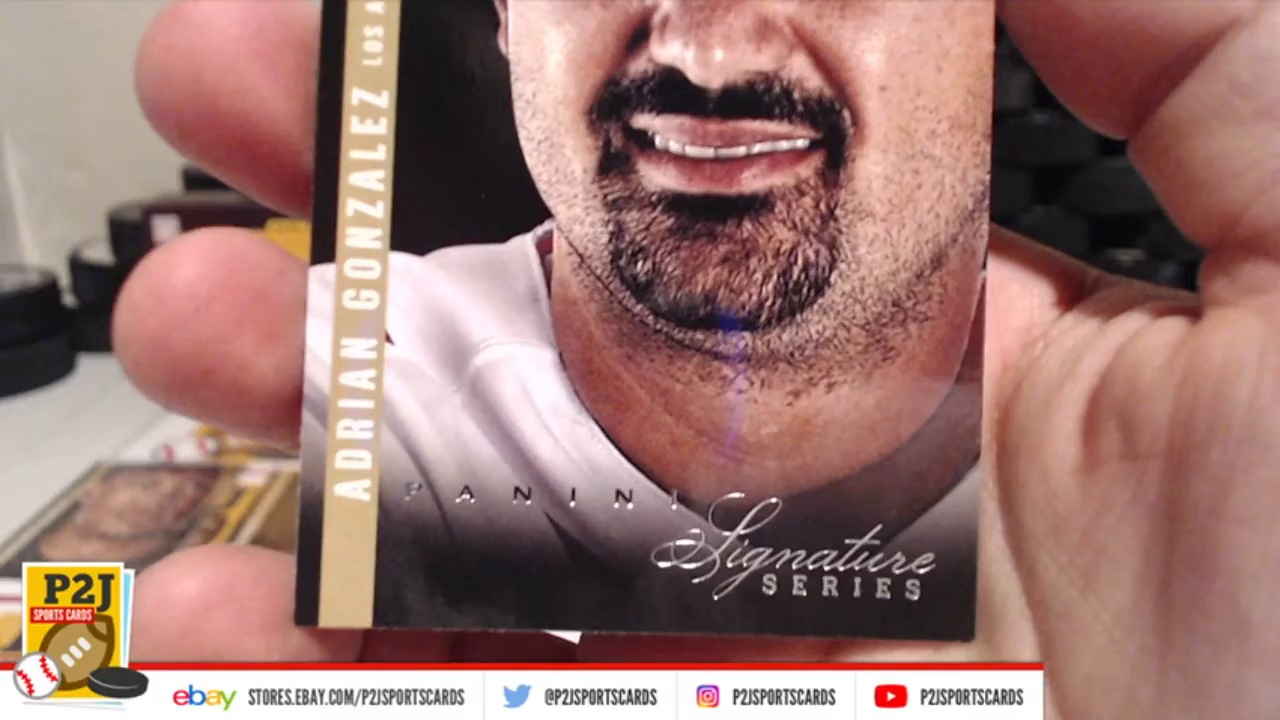 ADRIAN GONZALEZ LOS A
PANINI
Signature
SERIES
P2J
SPORTS CARDS
ebay STORES.EBAY.COM/P2JSPORTSCARDS
@P2JSPORTSCARDS
P2JSPORTSCARDS
P2JSPORTSCARDS